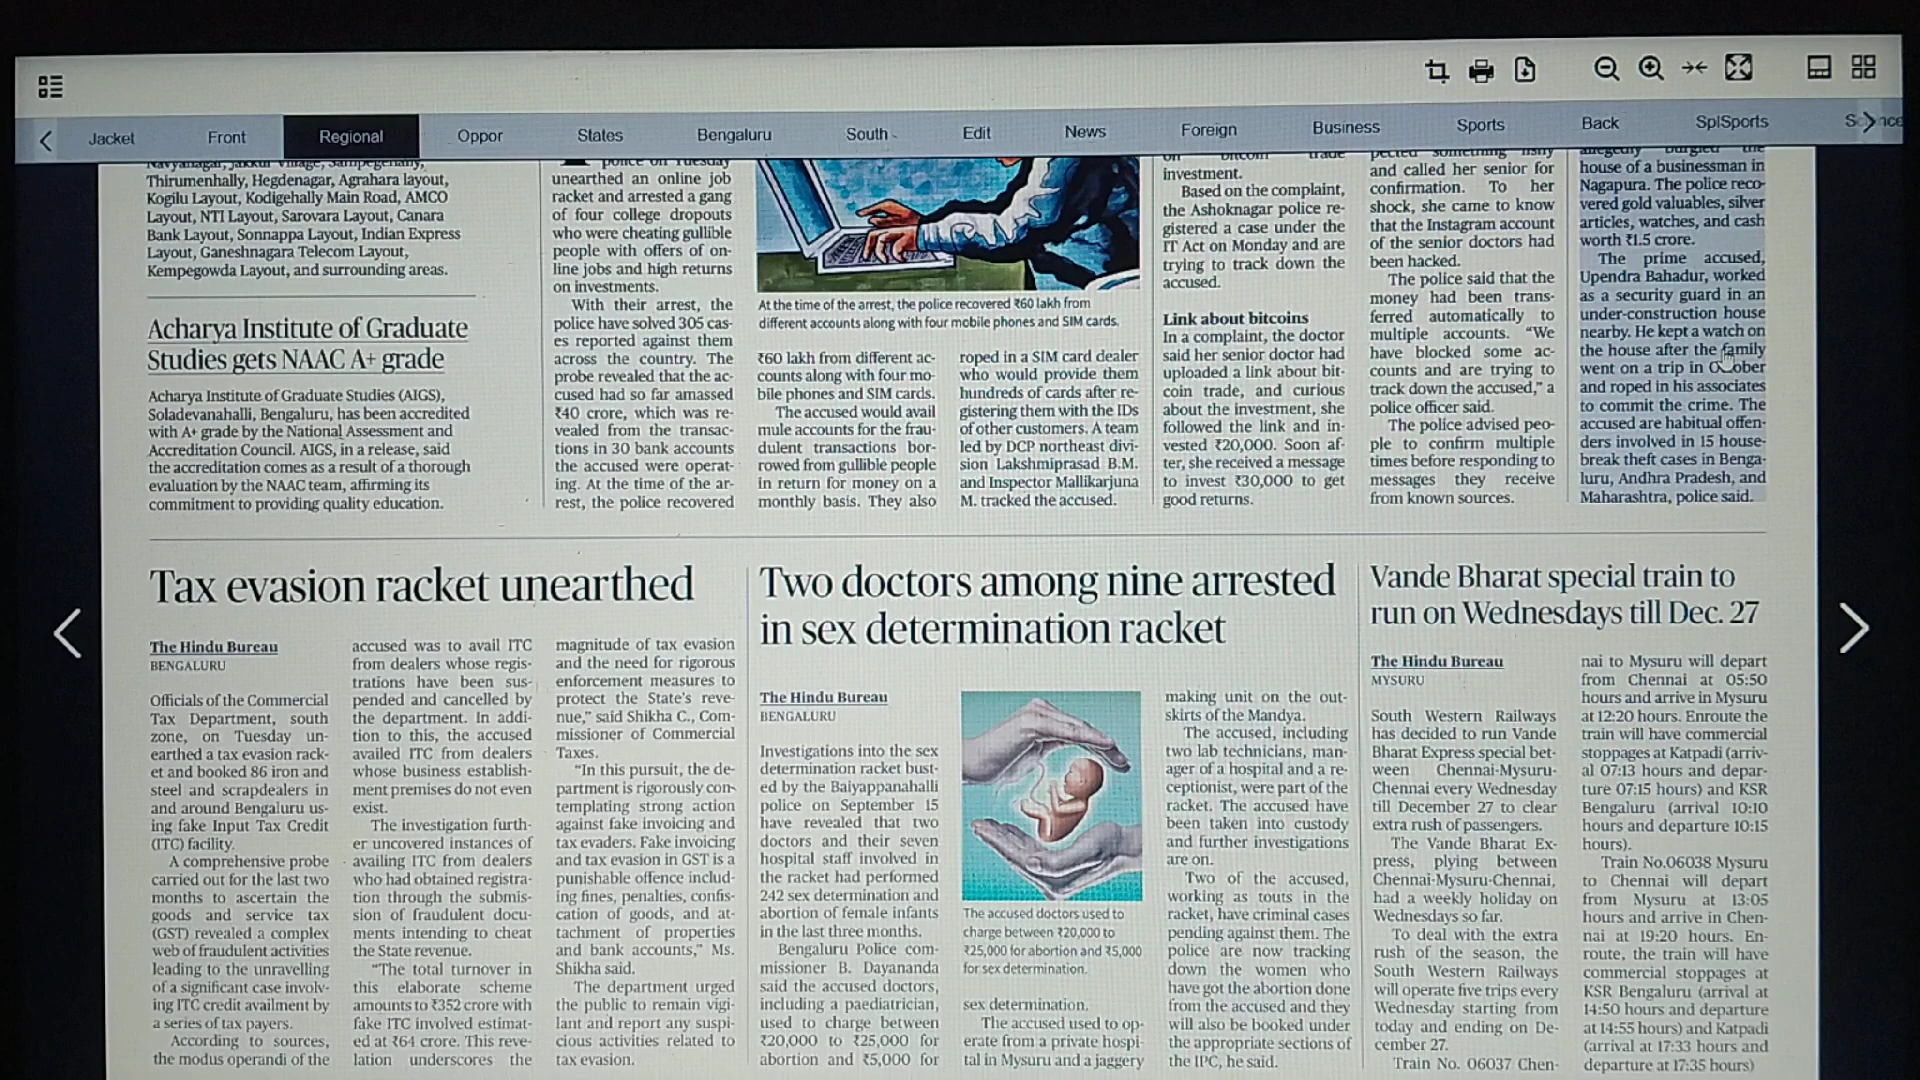 Jacket
Front
Regional
Oppor
States
Bengaluru
South
Edit
News
Foreign
Business
Sports
Back
SplSports
Thirumenhally, Hegdenagar, Agrahara layout,
Kogilu Layout, Kodigehally Main Road, AMCO
Layout, NTI Layout, Sarovara Layout, Canara
Bank Layout, Sonnappa Layout, Indian Express
Layout, Ganeshnagara Telecom Layout,
Kempegowda Layout, and surrounding areas.
Acharya Institute of Graduate
Studies gets NAAC A+ grade
Acharya Institute of Graduate Studies (AIGS),
Soladevanahalli, Bengaluru, has been accredited
with A+ grade by the National Assessment and
Accreditation Council. AIGS, in a release, said
the accreditation comes as a result of a thorough
evaluation by the NAAC team, affirming its
commitment to providing quality education.
police on Tuesday
unearthed an online job
racket and arrested a gang
of four college dropouts
who were cheating gullible
people with offers of on-
line jobs and high returns
on investments.
With their arrest, the
police have solved 305 cas-
es reported against them
across the country. The
probe revealed that the ac-
cused had so far amassed
₹40 crore, which was re-
vealed from the transac-
tions in 30 bank accounts
the accused were operat-
ing. At the time of the ar-
rest, the police recovered
At the time of the arrest, the police recovered ₹60 lakh from
different accounts along with four mobile phones and SIM cards.
₹60 lakh from different ac-
counts along with four mo-
bile phones and SIM cards.
The accused would avail
mule accounts for the frau-
dulent transactions bor-
rowed from gullible people
in return for money on a
monthly basis. They also
roped in a SIM card dealer
who would provide them
hundreds of cards after re-
gistering them with the IDs
of other customers. A team
led by DCP northeast divi-
sion Lakshmiprasad B.M.
and Inspector Mallikarjuna
M. tracked the accused.
on bitcoin trade
investment.
Based on the complaint,
the Ashoknagar police re-
gistered a case under the
IT Act on Monday and are
trying to track down the
accused.
Link about bitcoins
In a complaint, the doctor
said her senior doctor had
uploaded a link about bit-
coin trade, and curious
about the investment, she
followed the link and in-
vested ₹20,000. Soon af-
ter, she received a message
to invest ₹30,000 to get
good returns.
pected something fishy
and called her senior for
confirmation. To her
shock, she came to know
that the Instagram account
of the senior doctors had
been hacked.
The police said that the
money had been trans-
ferred automatically to
multiple accounts. “We
have blocked some ac-
counts and are trying to
track down the accused,” a
police officer said.
The police advised peo-
ple to confirm multiple
times before responding to
messages they receive
from known sources.
allegedly burgled the
house of a businessman in
Nagapura. The police reco-
vered gold valuables, silver
articles, watches, and cash
worth ₹1.5 crore.
The prime accused,
Upendra Bahadur, worked
as a security guard in an
under-construction house
nearby. He kept a watch on
the house after the family
went on a trip in October
and roped in his associates
to commit the crime. The
accused are habitual offen-
ders involved in 15 house-
break theft cases in Benga-
luru, Andhra Pradesh, and
Maharashtra, police said.
Tax evasion racket unearthed
The Hindu Bureau
BENGALURU
Officials of the Commercial
Tax Department, south
zone, on Tuesday un-
earthed a tax evasion rack-
et and booked 86 iron and
steel and scrapdealers in
and around Bengaluru us-
ing fake Input Tax Credit
(ITC) facility.
A comprehensive probe
carried out for the last two
months to ascertain the
goods and service tax
(GST) revealed a complex
web of fraudulent activities
leading to the unravelling
of a significant case involv-
ing ITC credit availment by
a series of tax payers.
According to sources,
the modus operandi of the
accused was to avail ITC
from dealers whose regis-
trations have been sus-
pended and cancelled by
the department. In addi-
tion to this, the accused
availed ITC from dealers
whose business establish-
ment premises do not even
exist.
The investigation furth-
er uncovered instances of
availing ITC from dealers
who had obtained registra-
tion through the submis-
sion of fraudulent docu-
ments intending to cheat
the State revenue.
“The total turnover in
this elaborate scheme
amounts to ₹352 crore with
fake ITC involved estimat-
ed at ₹64 crore. This reve-
lation underscores the
magnitude of tax evasion
and the need for rigorous
enforcement measures to
protect the State's reve-
nue,” said Shikha C., Com-
missioner of Commercial
Taxes.
“In this pursuit, the de-
partment is rigorously con-
templating strong action
against fake invoicing and
tax evaders. Fake invoicing
and tax evasion in GST is a
punishable offence includ-
ing fines, penalties, confis-
cation of goods, and at-
tachment of properties
and bank accounts,” Ms.
Shikha said.
The department urged
the public to remain vigi-
lant and report any suspi-
cious activities related to
tax evasion.
Two doctors among nine arrested
in sex determination racket
The Hindu Bureau
BENGALURU
Investigations into the sex
determination racket bust-
ed by the Baiyappanahalli
police on September 15
have revealed that two
doctors and their seven
hospital staff involved in
the racket had performed
242 sex determination and
abortion of female infants
in the last three months.
Bengaluru Police com-
missioner B. Dayananda
said the accused doctors,
including a paediatrician,
used to charge between
₹20,000 to ₹25,000 for
abortion and ₹5,000 for
The accused doctors used to
charge between ₹20,000 to
₹25,000 for abortion and ₹5,000
for sex determination.
sex determination.
The accused used to op-
erate from a private hospi-
tal in Mysuru and a jaggery
making unit on the out-
skirts of the Mandya.
The accused, including
two lab technicians, man-
ager of a hospital and a re-
ceptionist, were part of the
racket. The accused have
been taken into custody
and further investigations
are on.
Two of the accused,
working as touts in the
racket, have criminal cases
pending against them. The
police are now tracking
down the women who
have got the abortion done
from the accused and they
will also be booked under
the appropriate sections of
the IPC, he said.
Vande Bharat special train to
run on Wednesdays till Dec. 27
The Hindu Bureau
MYSURU
South Western Railways
has decided to run Vande
Bharat Express special bet-
ween Chennai-Mysuru-
Chennai every Wednesday
till December 27 to clear
extra rush of passengers.
The Vande Bharat Ex-
press, plying between
Chennai-Mysuru-Chennai,
had a weekly holiday on
Wednesdays so far.
To deal with the extra
rush of the season, the
South Western Railways
will operate five trips every
Wednesday starting from
today and ending on De-
cember 27.
Train No. 06037 Chen-
nai to Mysuru will depart
from Chennai at 05:50
hours and arrive in Mysuru
at 12:20 hours. Enroute the
train will have commercial
stoppages at Katpadi (arriv-
al 07:13 hours and depar-
ture 07:15 hours) and KSR
Bengaluru (arrival 10:10
hours and departure 10:15
hours).
Train No.06038 Mysuru
to Chennai will depart
from Mysuru at 13:05
hours and arrive in Chen-
nai at 19:20 hours. En-
route, the train will have
commercial stoppages at
KSR Bengaluru (arrival at
14:50 hours and departure
at 14:55 hours) and Katpadi
(arrival at 17:33 hours and
departure at 17:35 hours)